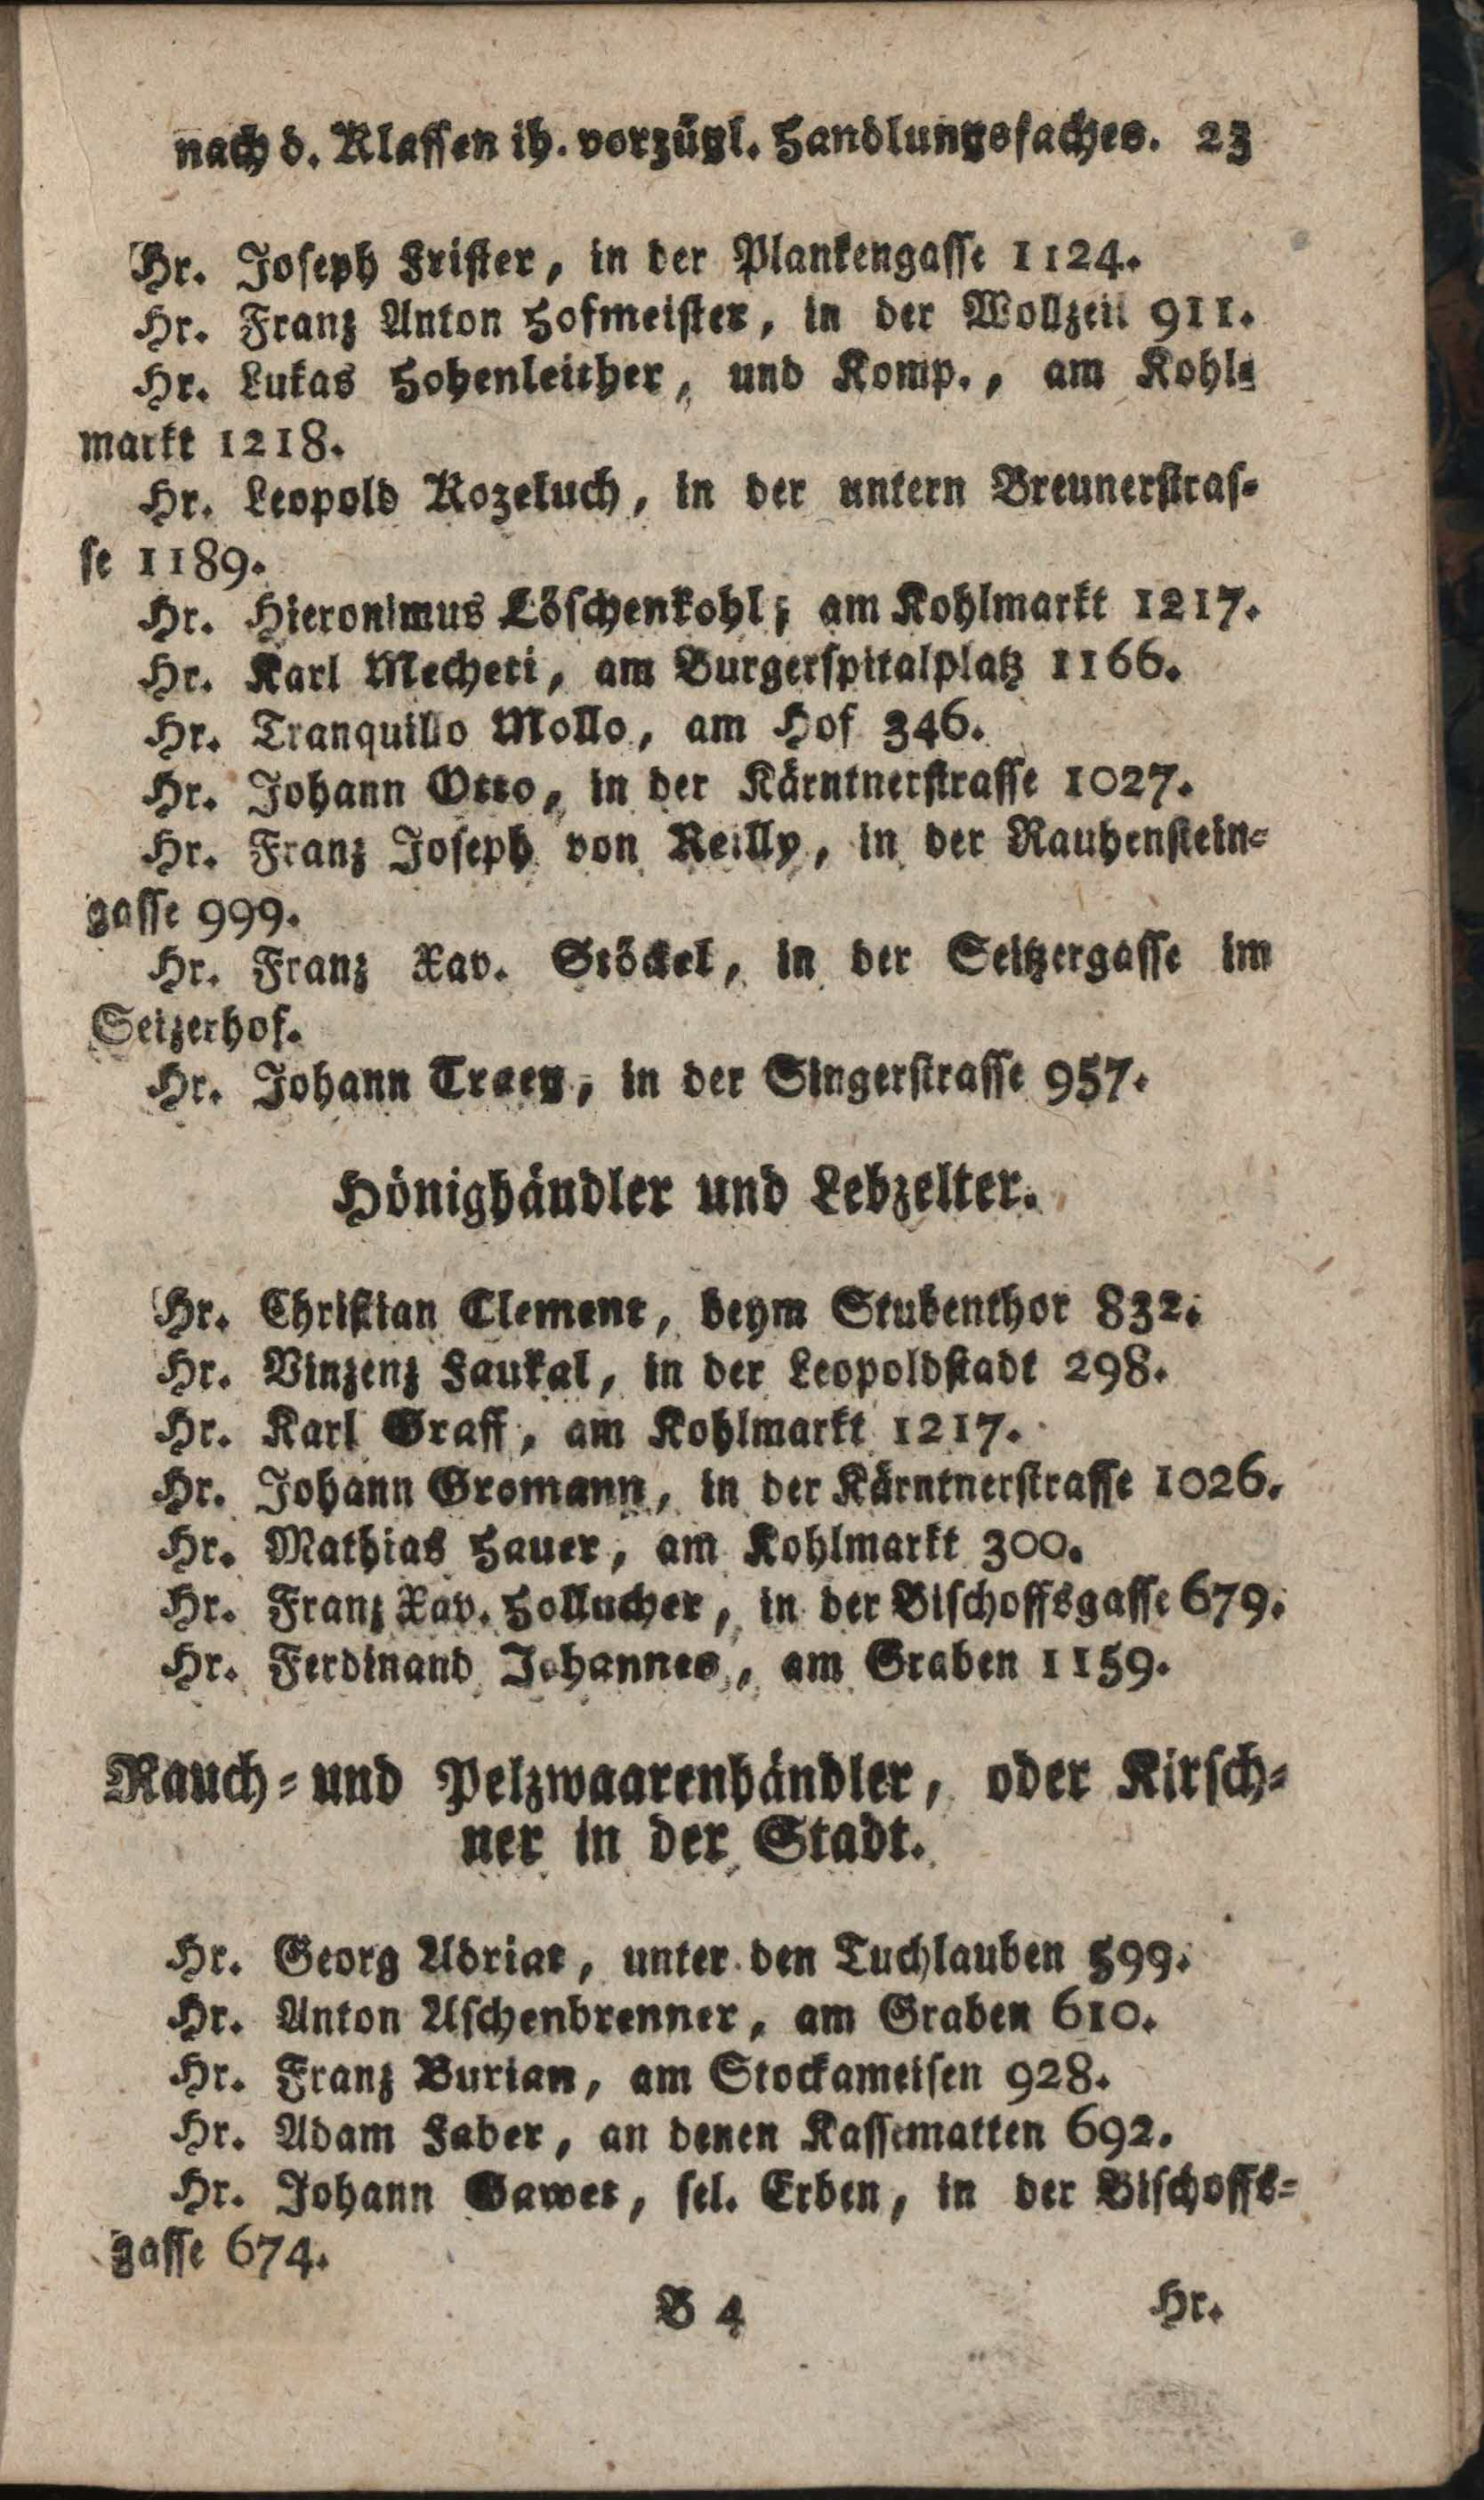 nach d. Klassen ih. vorzügl. Handlungsfaches. 23
Hr. Joseph Frister, in der Plankengasse 1124.
Hr. Franz Anton Hofmeister, in der Wollzeil 911.
Hr. Lukas Hohenleither, und Komp., am Kohl-
markt 1218.
Hr. Leopold Kozeluch, in der untern Breunerstras-
se 1189.
Hr. Hieronimus Löschenkohl, am Kohlmarkt 1217.
Hr. Karl Mecheti, am Burgerspitalplatz 1166.
Hr. Tranquillo Mollo, am Hof 346.
Hr. Johann Otto, in der Kärntnerstrasse 1027.
Hr. Franz Joseph von Reilly, in der Rauhenstein-
gasse 999.
Hr. Franz Xav. Stöckel, in der Seitzergasse im
Seizerhof.
Hr. Johann Traeg, in der Singerstrasse 957.
Hönighändler und Lebzelter.
Hr. Christian Clement, beym Stubenthor 832.
Hr. Vinzenz Faukal, in der Leopoldstadt 298.
Hr. Karl Graff, am Kohlmarkt 1217.
Hr. Johann Gromann, in der Kärntnerstrasse 1026.
Hr. Mathias Hauer, am Kohlmarkt 300.
Hr. Franz Xav. Hollucher, in der Bischoffsgasse 679.
Hr. Ferdinand Johannes, am Graben 1159.
Rauch- und Pelzwaarenhändler, oder Kirsch-
ner in der Stadt.
Hr. Georg Adriat, unter den Tuchlauben 599.
Hr. Anton Aschenbrenner, am Graben 610.
Hr. Franz Burian, am Stockameisen 928.
Hr. Adam Faber, an denen Kassematten 692.
Hr. Johann Gawet, sel. Erben, in der Bischoffs-
gasse 674.
B 4
Hr.